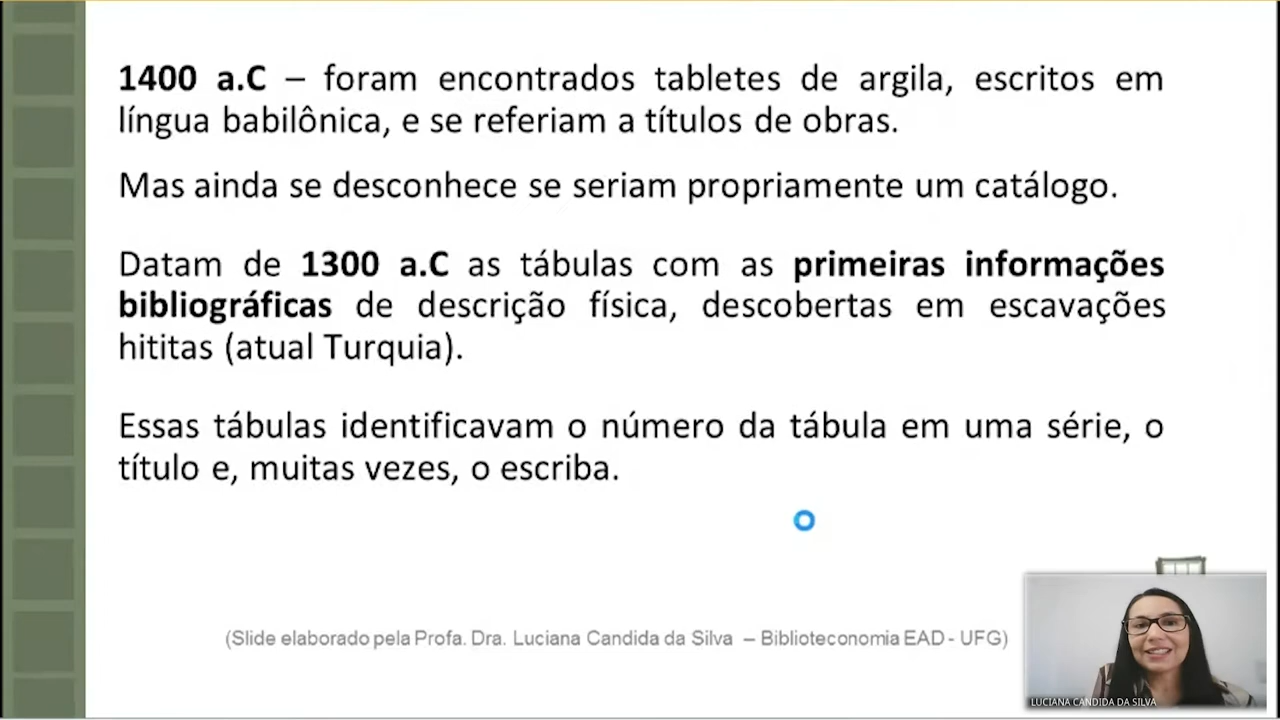 1400 a.C – foram encontrados tabletes de argila, escritos em
língua babilônica, e se referiam a títulos de obras.
Mas ainda se desconhece se seriam propriamente um catálogo.
Datam de 1300 a.C as tábulas com as primeiras informações
bibliográficas de descrição física, descobertas em escavações
hititas (atual Turquia).
Essas tábulas identificavam o número da tábula em uma série, o
título e, muitas vezes, o escriba.
(Slide elaborado pela Profa. Dra. Luciana Candida da Silva – Biblioteconomia EAD - UFG)
LUCIANA CANDIDA DA SILVA